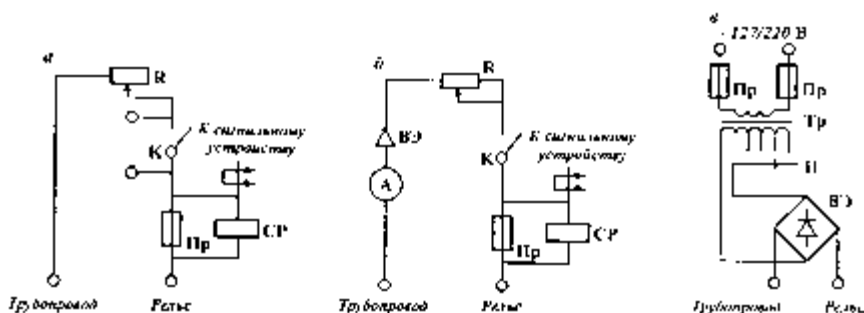 а
R
К сигнальному
устройству
К
Пр
СР
Трубопровод
Рельс
б
R
ВЭ
К сигнальному
устройству
К
А
Пр
СР
Трубопровод
Рельс
в
~ 127/220 В
Пр
Пр
Тр
П
ВЭ
Трубопровод
Рельс